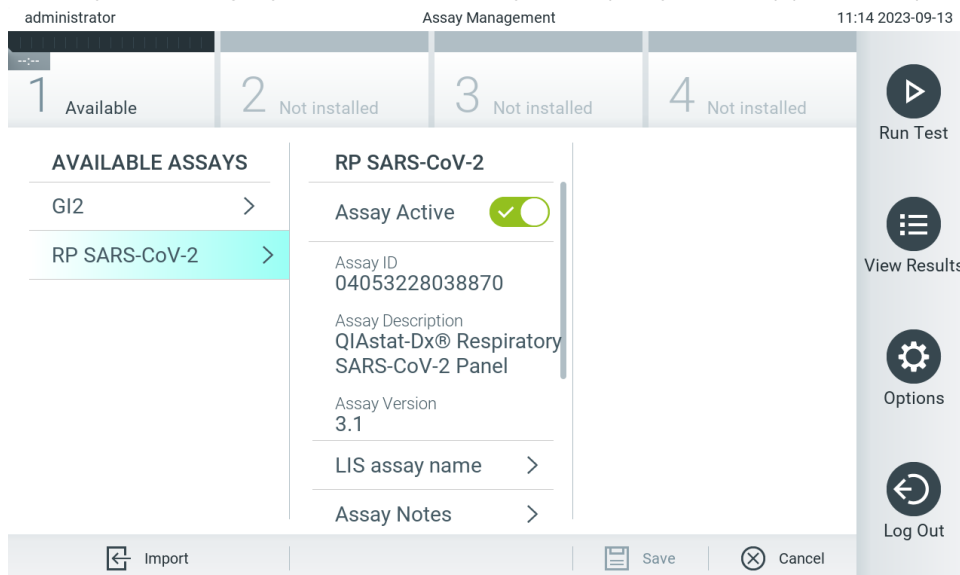 administrator
Assay Management
11:14 2023-09-13
--:--
1 Available
2 Not installed
3 Not installed
4 Not installed
Run Test
View Results
Options
Log Out
AVAILABLE ASSAYS
GI2
RP SARS-CoV-2
RP SARS-CoV-2
Assay Active
Assay ID
04053228038870
Assay Description
QIAstat-Dx® Respiratory
SARS-CoV-2 Panel
Assay Version
3.1
LIS assay name
Assay Notes
Import
Save
Cancel